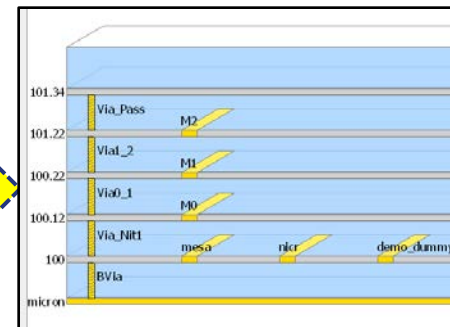 101.34
Via_Pass
M2
101.22
Via1_2
M1
100.22
Via0_1
M0
100.12
Via_Nit1
mesa nicr demo_dummy
100
BVia
micron